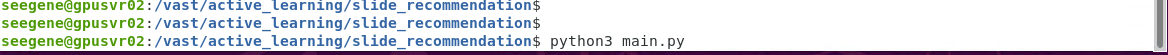 seegene@gpusvr02:/vast/active_learning/slide_recommendation$
seegene@gpusvr02:/vast/active_learning/slide_recommendation$
seegene@gpusvr02:/vast/active_learning/slide_recommendation$ python3 main.py